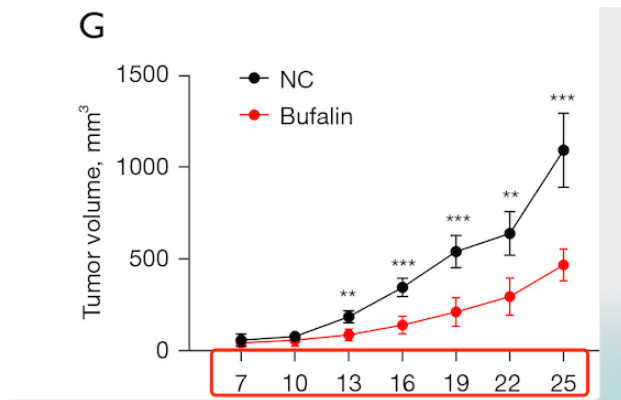 G
1500
1000
500
0
Tumor volume, mm³
NC
Bufalin
**
***
***
**
***
7 10 13 16 19 22 25